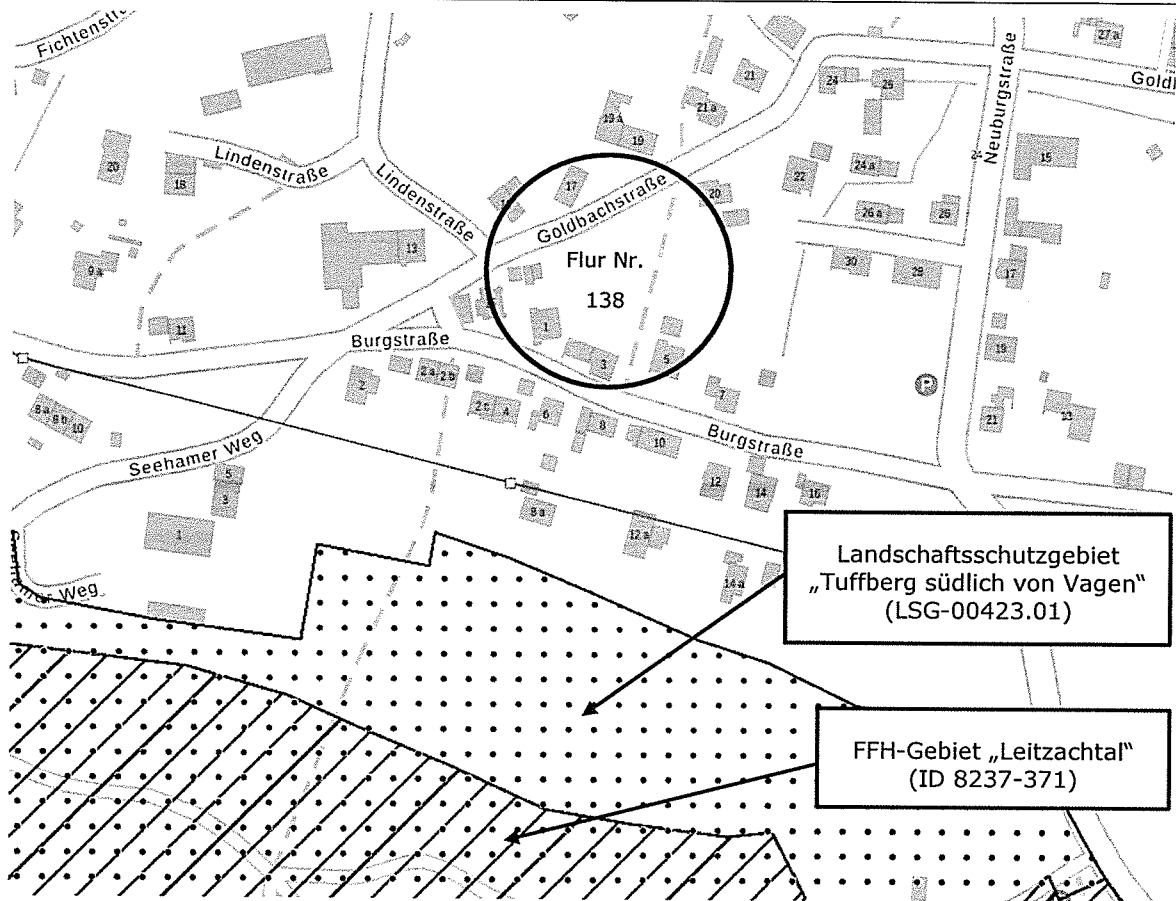 Fichtenstr
27 a
21
24
25
Goldb
Neuburgstraße
21 a
19 a
19
20
Lindenstraße
18
Lindenstraße
17
Goldbachstraße
20
22
24 a
15
26 a
26
13
Flur Nr.
138
9 a
30
28
17
11
1
Burgstraße
3
5
19
2
2 a
2 b
7
P
8 a
8 b
10
2 c
4
6
8
10
Burgstraße
21
23
Seehamer Weg
5
3
12
14
16
8 a
1
12 a
14 a
Landschaftsschutzgebiet
„Tuffberg südlich von Vagen“
(LSG-00423.01)
Weg
FFH-Gebiet „Leitzachtal“
(ID 8237-371)